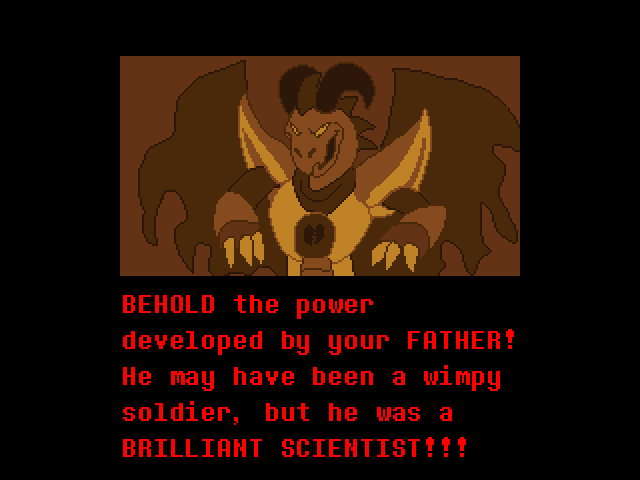 BEHOLD the power
developed by your FATHER!
He may have been a wimpy
soldier, but he was a
BRILLIANT SCIENTIST!!!